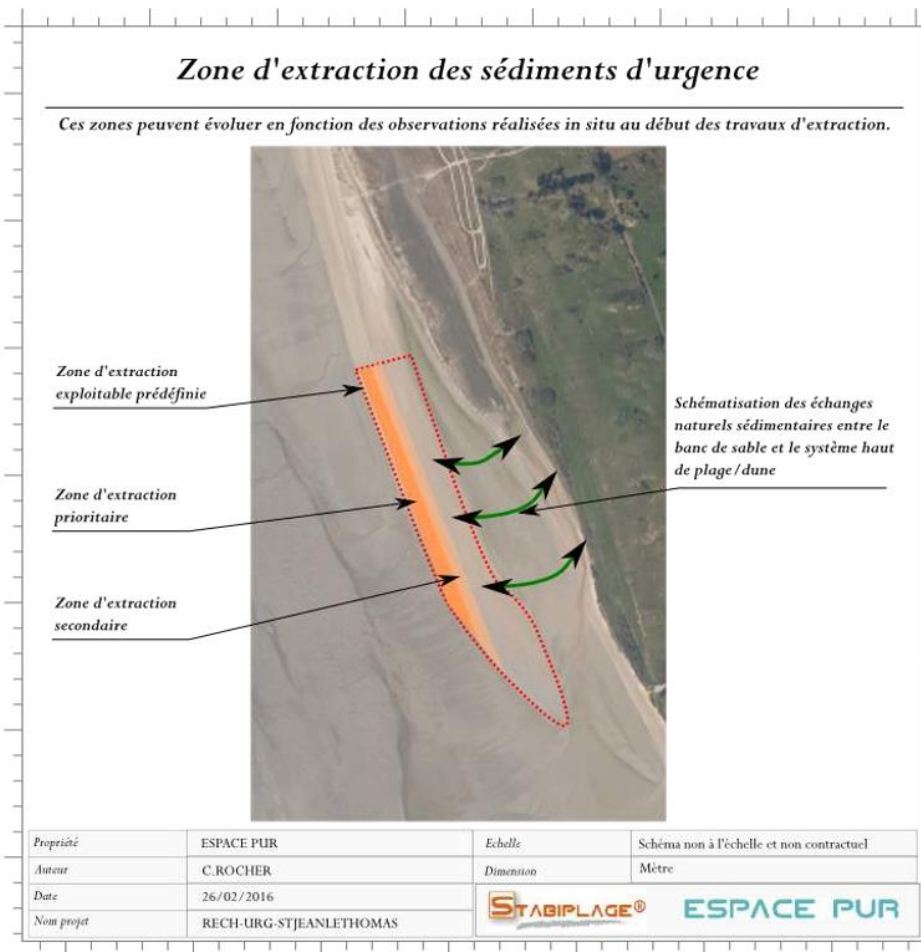 Zone d'extraction des sédiments d'urgence
Ces zones peuvent évoluer en fonction des observations réalisées in situ au début des travaux d'extraction.
Zone d'extraction
exploitable prédéfinie
Zone d'extraction
prioritaire
Zone d'extraction
secondaire
Schématisation des échanges
naturels sédimentaires entre le
banc de sable et le système haut
de plage/dune
Propriété ESPACE PUR Echelle Schéma non à l'échelle et non contractuel
Auteur C.ROCHER Dimension Mètre
Date 26/02/2016
Nom projet RECH-URG-STJEANLETHOMAS
STABIPLAGE® ESPACE PUR